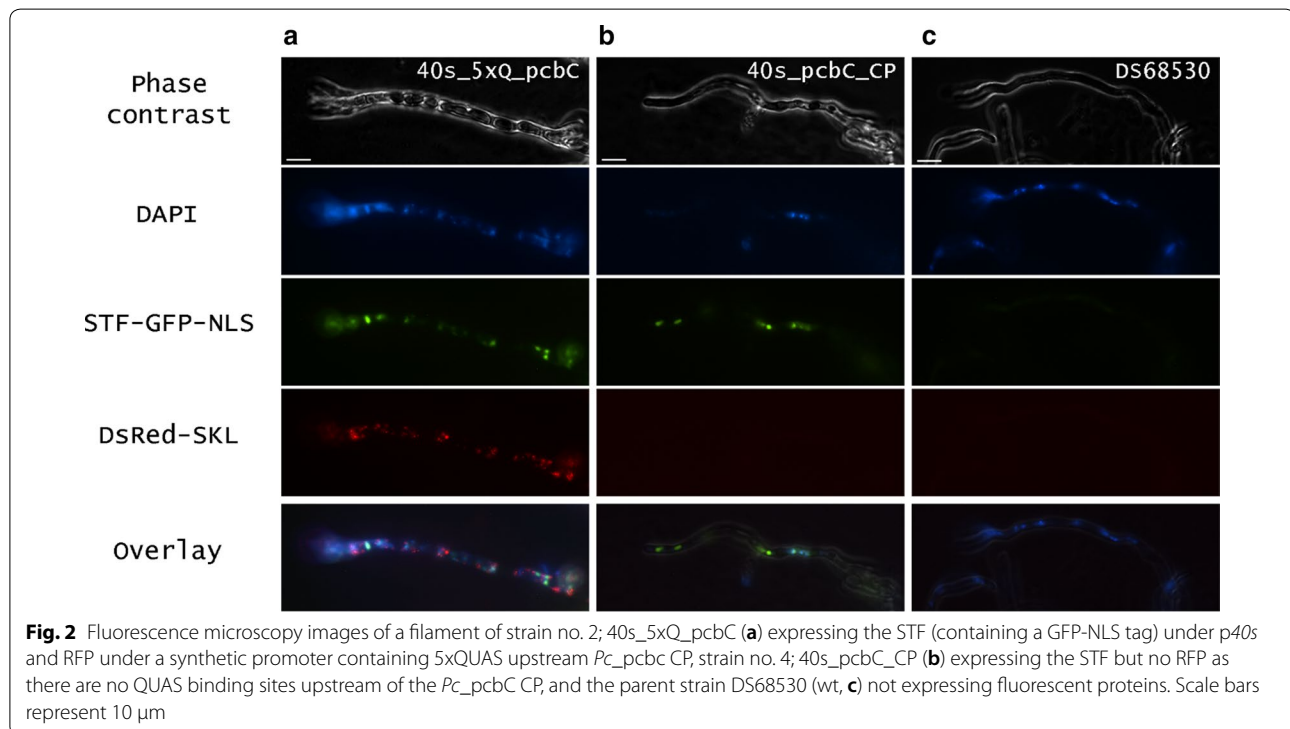 a b c
Phase contrast
40s_5xQ_pcbC
40s_pcbC_CP
DS68530
DAPI
STF-GFP-NLS
DsRed-SKL
Overlay
Fig. 2 Fluorescence microscopy images of a filament of strain no. 2; 40s_5xQ_pcbC (a) expressing the STF (containing a GFP-NLS tag) under p40s
and RFP under a synthetic promoter containing 5xQUAS upstream Pc_pcbc CP, strain no. 4; 40s_pcbC_CP (b) expressing the STF but no RFP as
there are no QUAS binding sites upstream of the Pc_pcbC CP, and the parent strain DS68530 (wt, c) not expressing fluorescent proteins. Scale bars
represent 10 µm